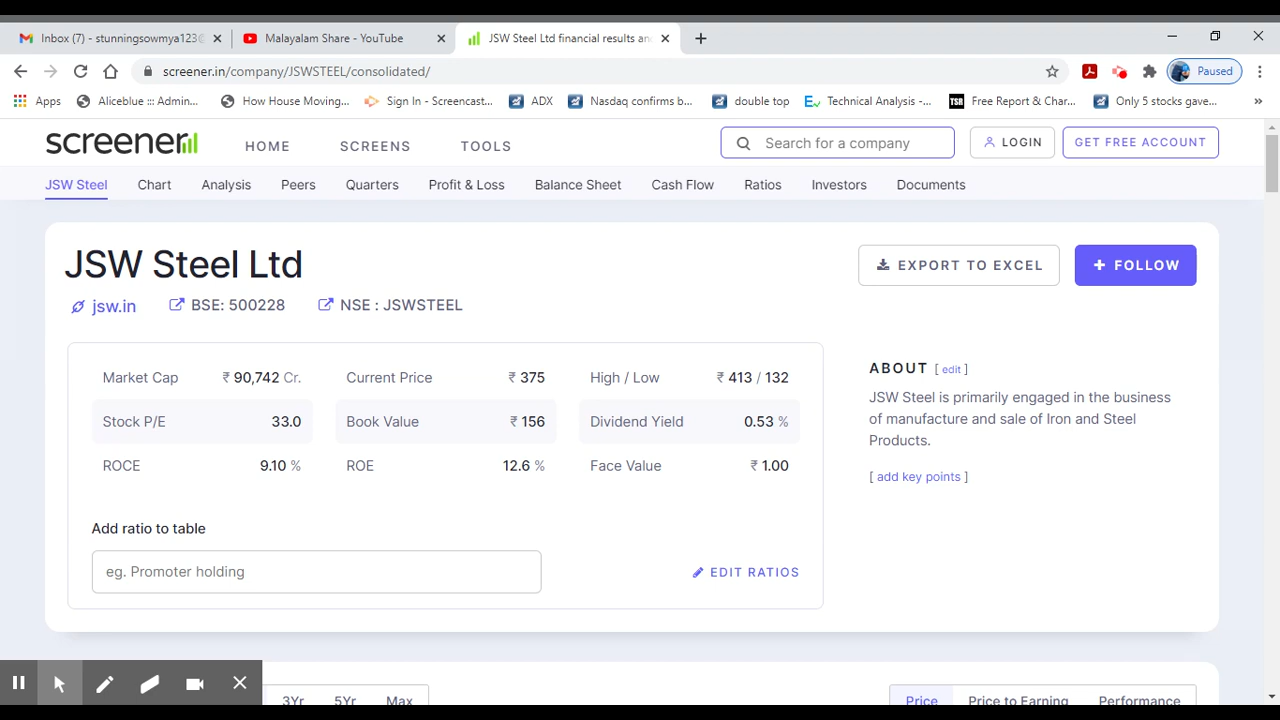 Inbox (7) - stunningsowmya123@
Malayalam Share - YouTube
JSW Steel Ltd financial results and
screener.in/company/JSWSTEEL/consolidated/
Paused
Apps
Aliceblue ::: Admin...
How House Moving...
Sign In - Screencast...
ADX
Nasdaq confirms b...
double top
Technical Analysis -...
TSR
Free Report & Char...
Only 5 stocks gave...
screener
HOME
SCREENS
TOOLS
Search for a company
LOGIN
GET FREE ACCOUNT
JSW Steel
Chart
Analysis
Peers
Quarters
Profit & Loss
Balance Sheet
Cash Flow
Ratios
Investors
Documents
JSW Steel Ltd
EXPORT TO EXCEL
+ FOLLOW
jsw.in
BSE: 500228
NSE : JSWSTEEL
Market Cap ₹ 90,742 Cr.
Current Price ₹ 375
High / Low ₹ 413 / 132
Stock P/E 33.0
Book Value ₹ 156
Dividend Yield 0.53 %
ROCE 9.10 %
ROE 12.6 %
Face Value ₹ 1.00
Add ratio to table
eg. Promoter holding
EDIT RATIOS
ABOUT [ edit ]
JSW Steel is primarily engaged in the business
of manufacture and sale of Iron and Steel
Products.
[ add key points ]
3Yr
5Yr
Max
Price
Price to Earning
Performance